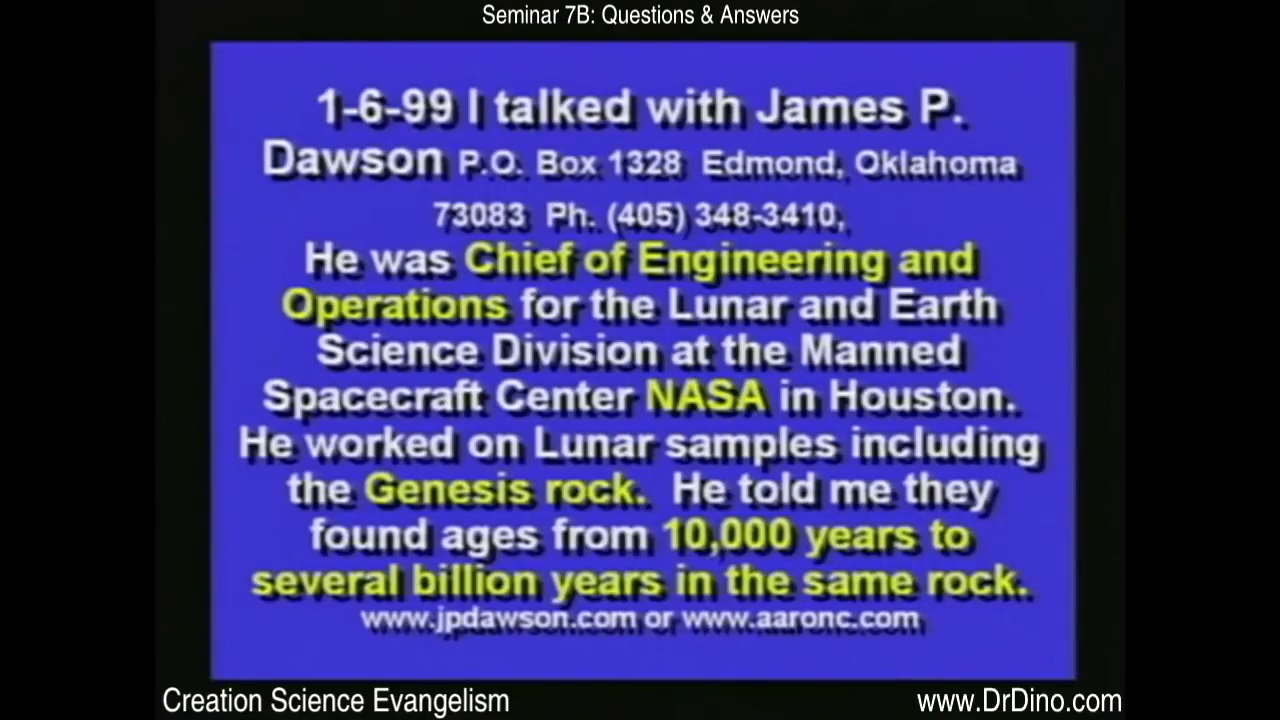 Seminar 7B: Questions & Answers
1-6-99 I talked with James P.
Dawson P.O. Box 1328 Edmond, Oklahoma
73083 Ph. (405) 348-3410,
He was Chief of Engineering and
Operations for the Lunar and Earth
Science Division at the Manned
Spacecraft Center NASA in Houston.
He worked on Lunar samples including
the Genesis rock. He told me they
found ages from 10,000 years to
several billion years in the same rock.
www.jpdawson.com or www.aaronc.com
Creation Science Evangelism
www.DrDino.com